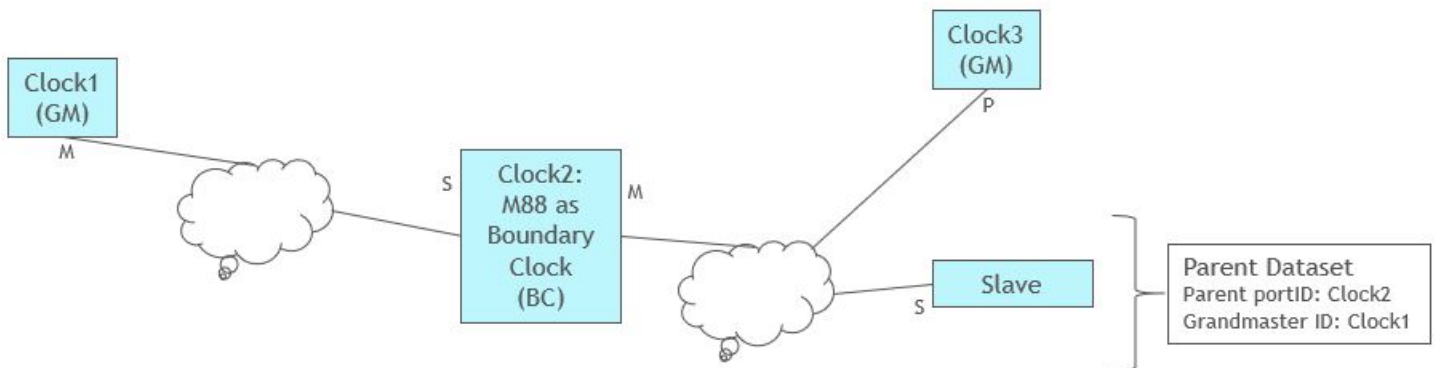 Clock1
(GM)
M
S
Clock2:
M88 as
Boundary
Clock
(BC)
M
Clock3
(GM)
P
Slave
S
Parent Dataset
Parent portID: Clock2
Grandmaster ID: Clock1